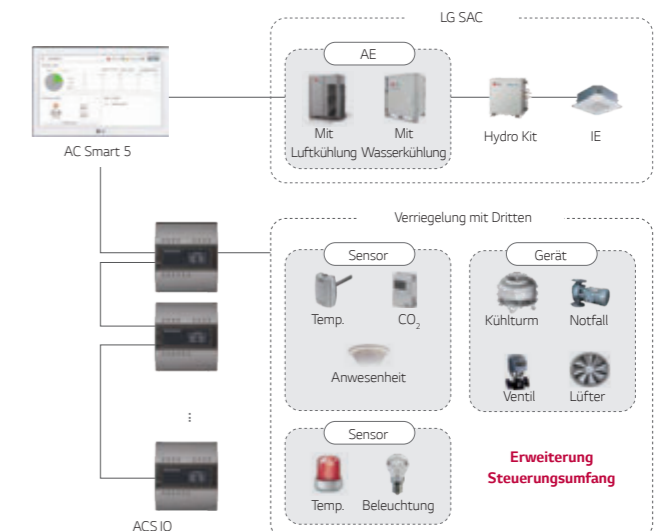 LG SAC
AE
Mit
Luftkühlung
Mit
Wasserkühlung
Hydro Kit
IE
AC Smart 5
Verriegelung mit Dritten
Sensor
Temp.
CO₂
Anwesenheit
Gerät
Kühlturm
Notfall
Ventil
Lüfter
Sensor
Temp.
Beleuchtung
Erweiterung
Steuerungsumfang
ACS IO